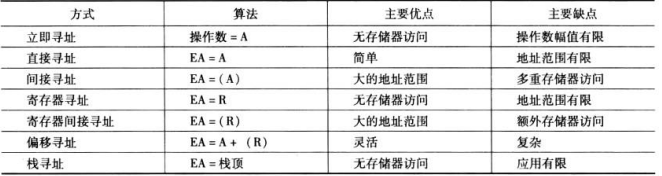 方式 算法 主要优点 主要缺点
立即寻址 操作数=A 无存储器访问 操作数幅值有限
直接寻址 EA=A 简单 地址范围有限
间接寻址 EA=(A) 大的地址范围 多重存储器访问
寄存器寻址 EA=R 无存储器访问 地址范围有限
寄存器间接寻址 EA=(R) 大的地址范围 额外存储器访问
偏移寻址 EA=A+ (R) 灵活 复杂
栈寻址 EA=栈顶 无存储器访问 应用有限